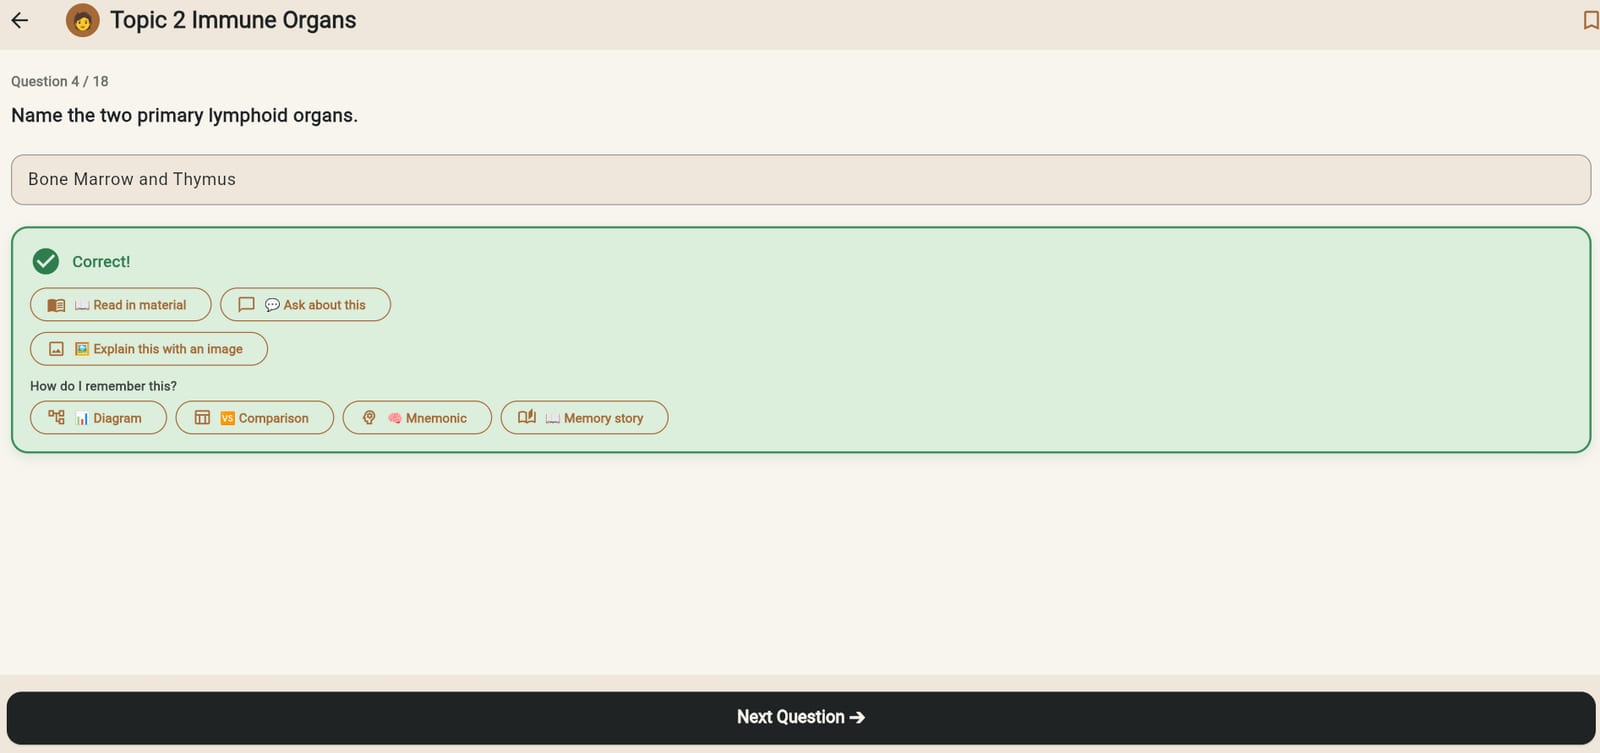 Topic 2 Immune Organs
Question 4 / 18
Name the two primary lymphoid organs.
Bone Marrow and Thymus
Correct!
📖 Read in material
💬 Ask about this
🖼️ Explain this with an image
How do I remember this?
📊 Diagram
🆚 Comparison
🧠 Mnemonic
📖 Memory story
Next Question ➔